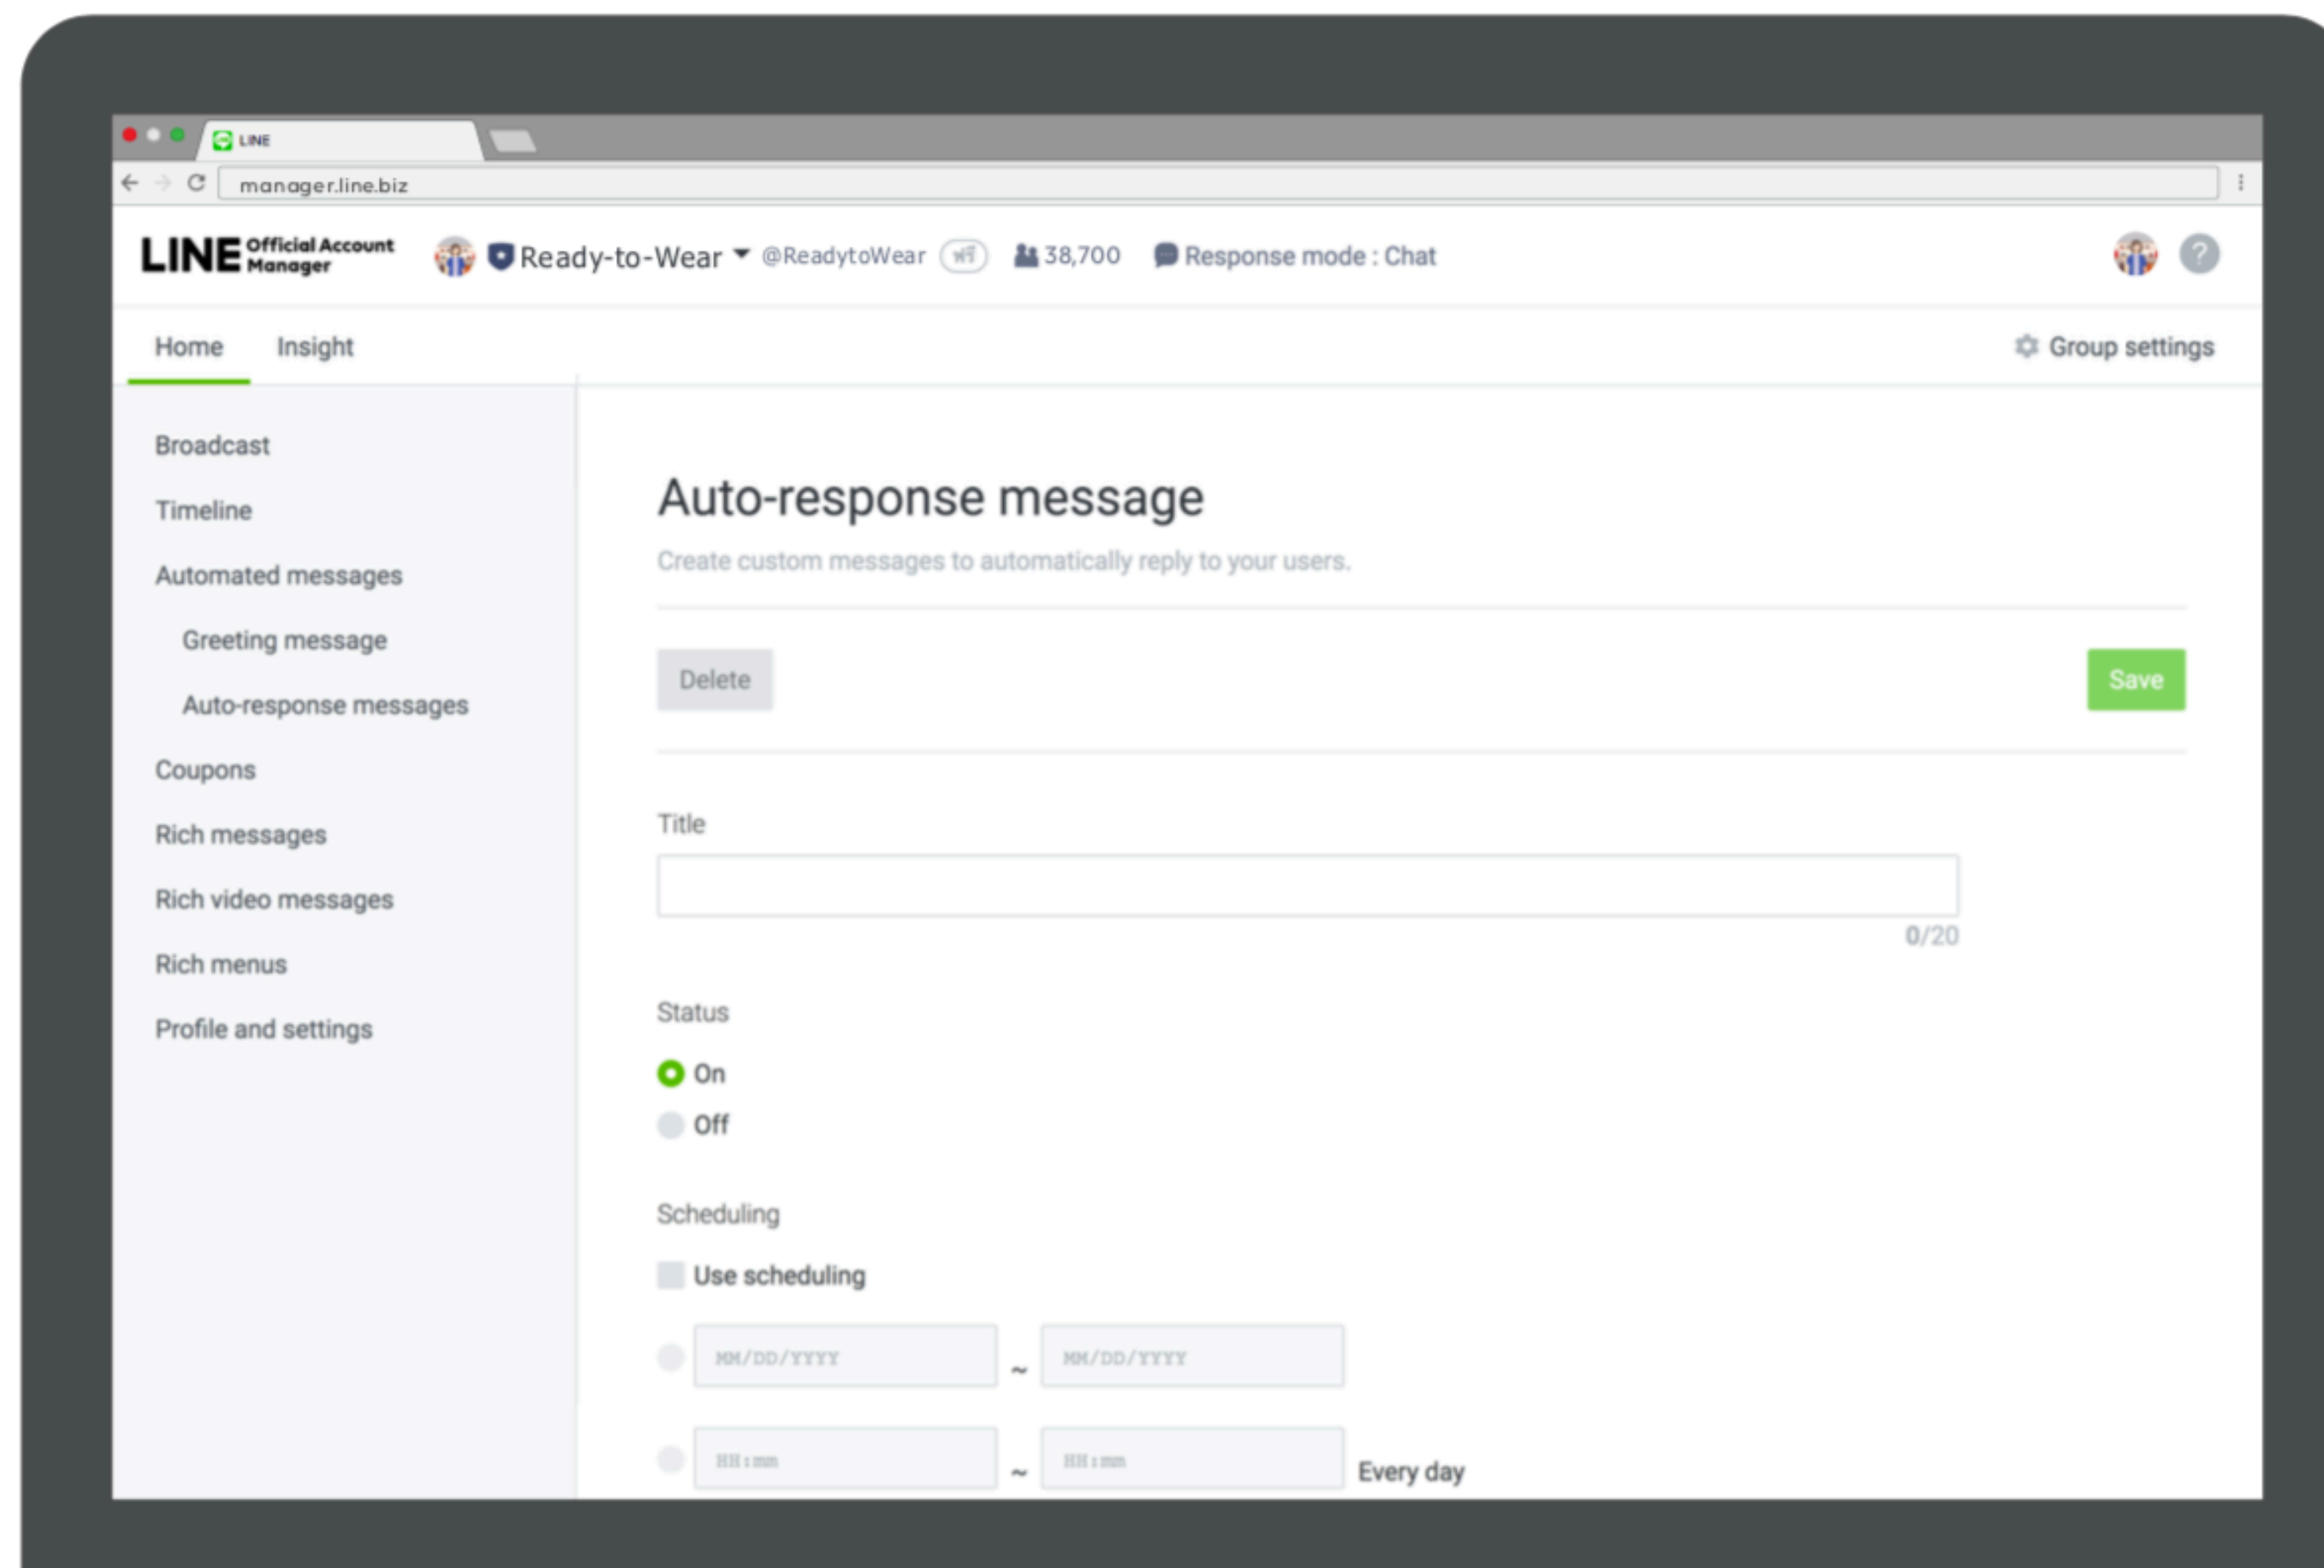 LINE
manager.line.biz
LINE Official Account Manager
Ready-to-Wear @ReadytoWear ฟรี 38,700 Response mode : Chat ?
Home Insight Group settings
Broadcast
Timeline
Automated messages
Greeting message
Auto-response messages
Coupons
Rich messages
Rich video messages
Rich menus
Profile and settings
Auto-response message
Create custom messages to automatically reply to your users.
Delete Save
Title
0/20
Status
On
Off
Scheduling
Use scheduling
MM/DD/YYYY ~ MM/DD/YYYY
HH:mm ~ HH:mm Every day